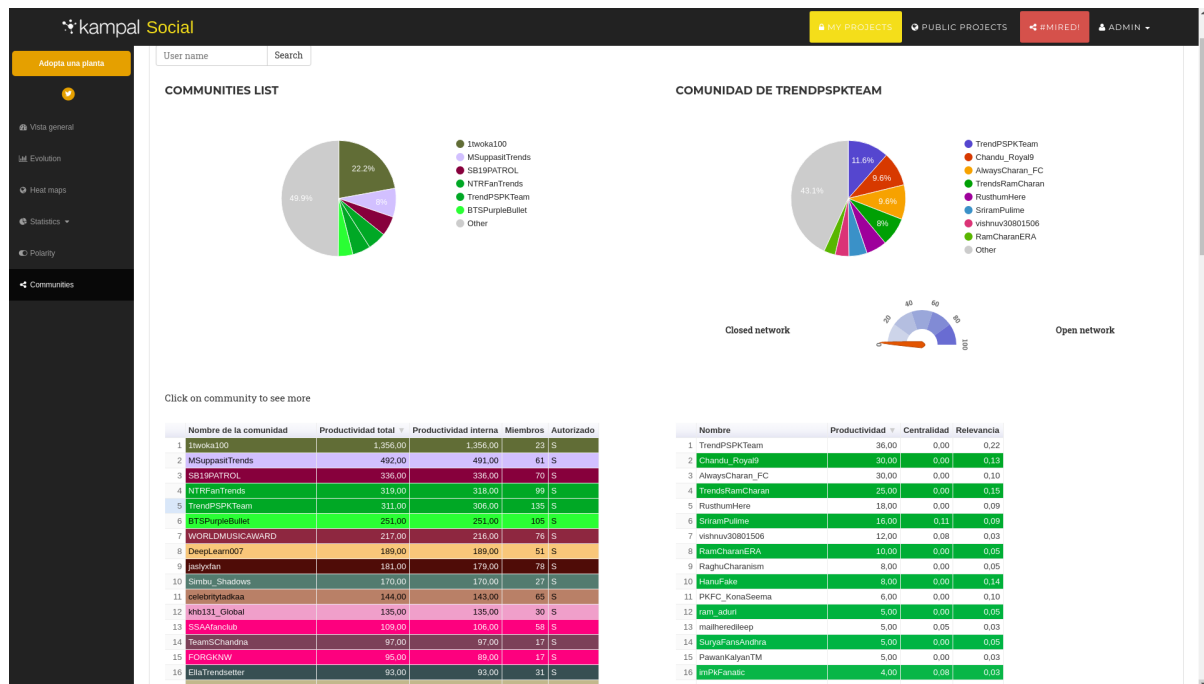 kampal Social
MY PROJECTS
PUBLIC PROJECTS
#MIRED!
ADMIN
Adopta una planta
Vista general
Evolution
Heat maps
Statistics
Polarity
Communities
User name Search
COMMUNITIES LIST
22.2%
8%
49.9%
1twoka100
MSuppasitTrends
SB19PATROL
NTRFanTrends
TrendPSPKTeam
BTSPurpleBullet
Other
COMUNIDAD DE TRENDPSPKTEAM
11.6%
9.6%
9.6%
8%
43.1%
TrendPSPKTeam
Chandu_Royal9
AlwaysCharan_FC
TrendsRamCharan
RusthumHere
SriramPulime
vishnuv30801506
RamCharanERA
Other
Closed network
0 20 40 60 80 100
Open network
Click on community to see more
Nombre de la comunidad Productividad total Productividad interna Miembros Autorizado
1 1twoka100 1,356,00 1,356,00 23 S
2 MSuppasitTrends 492,00 491,00 61 S
3 SB19PATROL 336,00 336,00 70 S
4 NTRFanTrends 319,00 318,00 99 S
5 TrendPSPKTeam 311,00 306,00 135 S
6 BTSPurpleBullet 251,00 251,00 105 S
7 WORLDMUSICAWARD 217,00 216,00 76 S
8 DeepLearn007 189,00 189,00 51 S
9 jaslyxfan 181,00 179,00 78 S
10 Simbu_Shadows 170,00 170,00 27 S
11 celebritytadkaa 144,00 143,00 65 S
12 khb131_Global 135,00 135,00 30 S
13 SSAAfanclub 109,00 106,00 58 S
14 TeamSChandna 97,00 97,00 17 S
15 FORGKNW 95,00 89,00 17 S
16 EllaTrendsetter 93,00 93,00 31 S
Nombre Productividad Centralidad Relevancia
1 TrendPSPKTeam 36,00 0,00 0,22
2 Chandu_Royal9 30,00 0,00 0,13
3 AlwaysCharan_FC 30,00 0,00 0,10
4 TrendsRamCharan 25,00 0,00 0,15
5 RusthumHere 18,00 0,00 0,09
6 SriramPulime 16,00 0,11 0,09
7 vishnuv30801506 12,00 0,08 0,03
8 RamCharanERA 10,00 0,00 0,05
9 RaghuCharanism 8,00 0,00 0,05
10 HanuFake 8,00 0,00 0,14
11 PKFC_KonaSeema 6,00 0,00 0,10
12 ram_aduri 5,00 0,00 0,05
13 mailheredileep 5,00 0,05 0,03
14 SuryaFansAndhra 5,00 0,00 0,05
15 PawanKalyanTM 5,00 0,00 0,03
16 imPkFanatic 4,00 0,08 0,03